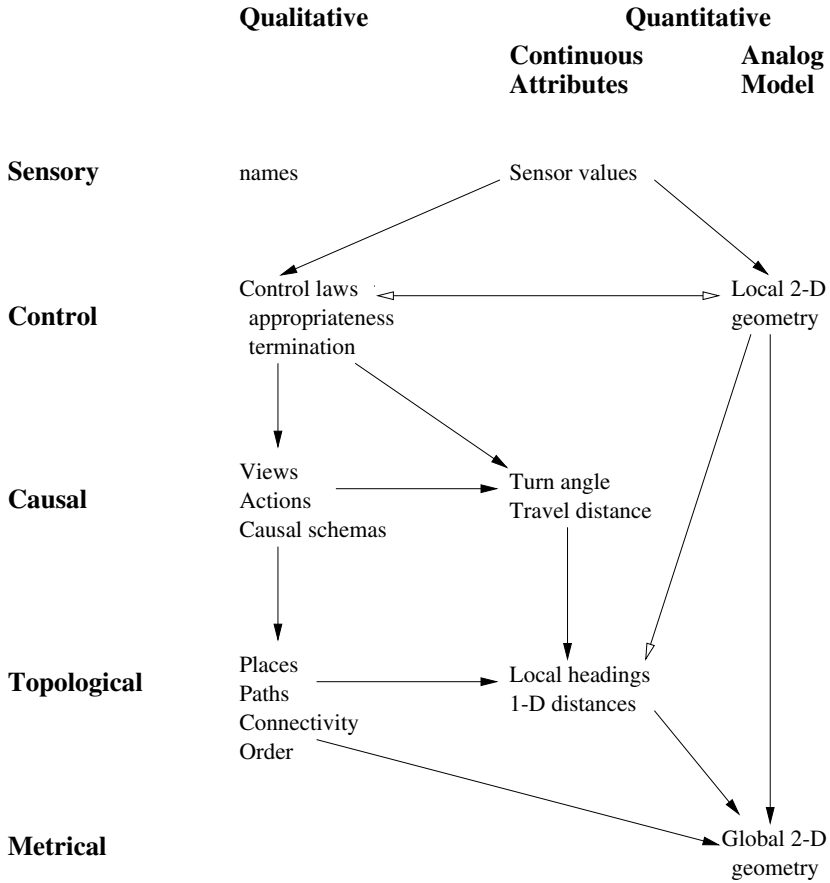 Qualitative Quantitative
Continuous Analog
Attributes Model
Sensory names Sensor values
Control laws Local 2-D
Control appropriateness geometry
termination
Views Turn angle
Causal Actions Travel distance
Causal schemas
Places Local headings
Topological Paths 1-D distances
Connectivity
Order
Metrical Global 2-D
geometry